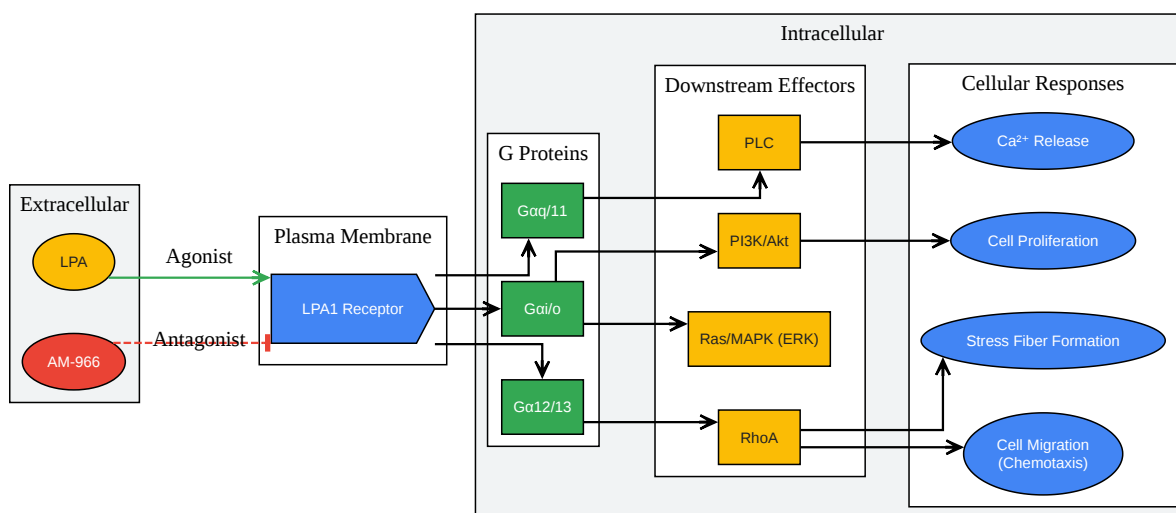 Intracellular
Downstream Effectors
Cellular Responses
G Proteins
PLC
Ca²⁺ Release
Extracellular
Gαq/11
Plasma Membrane
PI3K/Akt
Cell Proliferation
LPA
Agonist
LPA1 Receptor
Gαi/o
Ras/MAPK (ERK)
Stress Fiber Formation
AM-966
Antagonist
Gα12/13
RhoA
Cell Migration
(Chemotaxis)